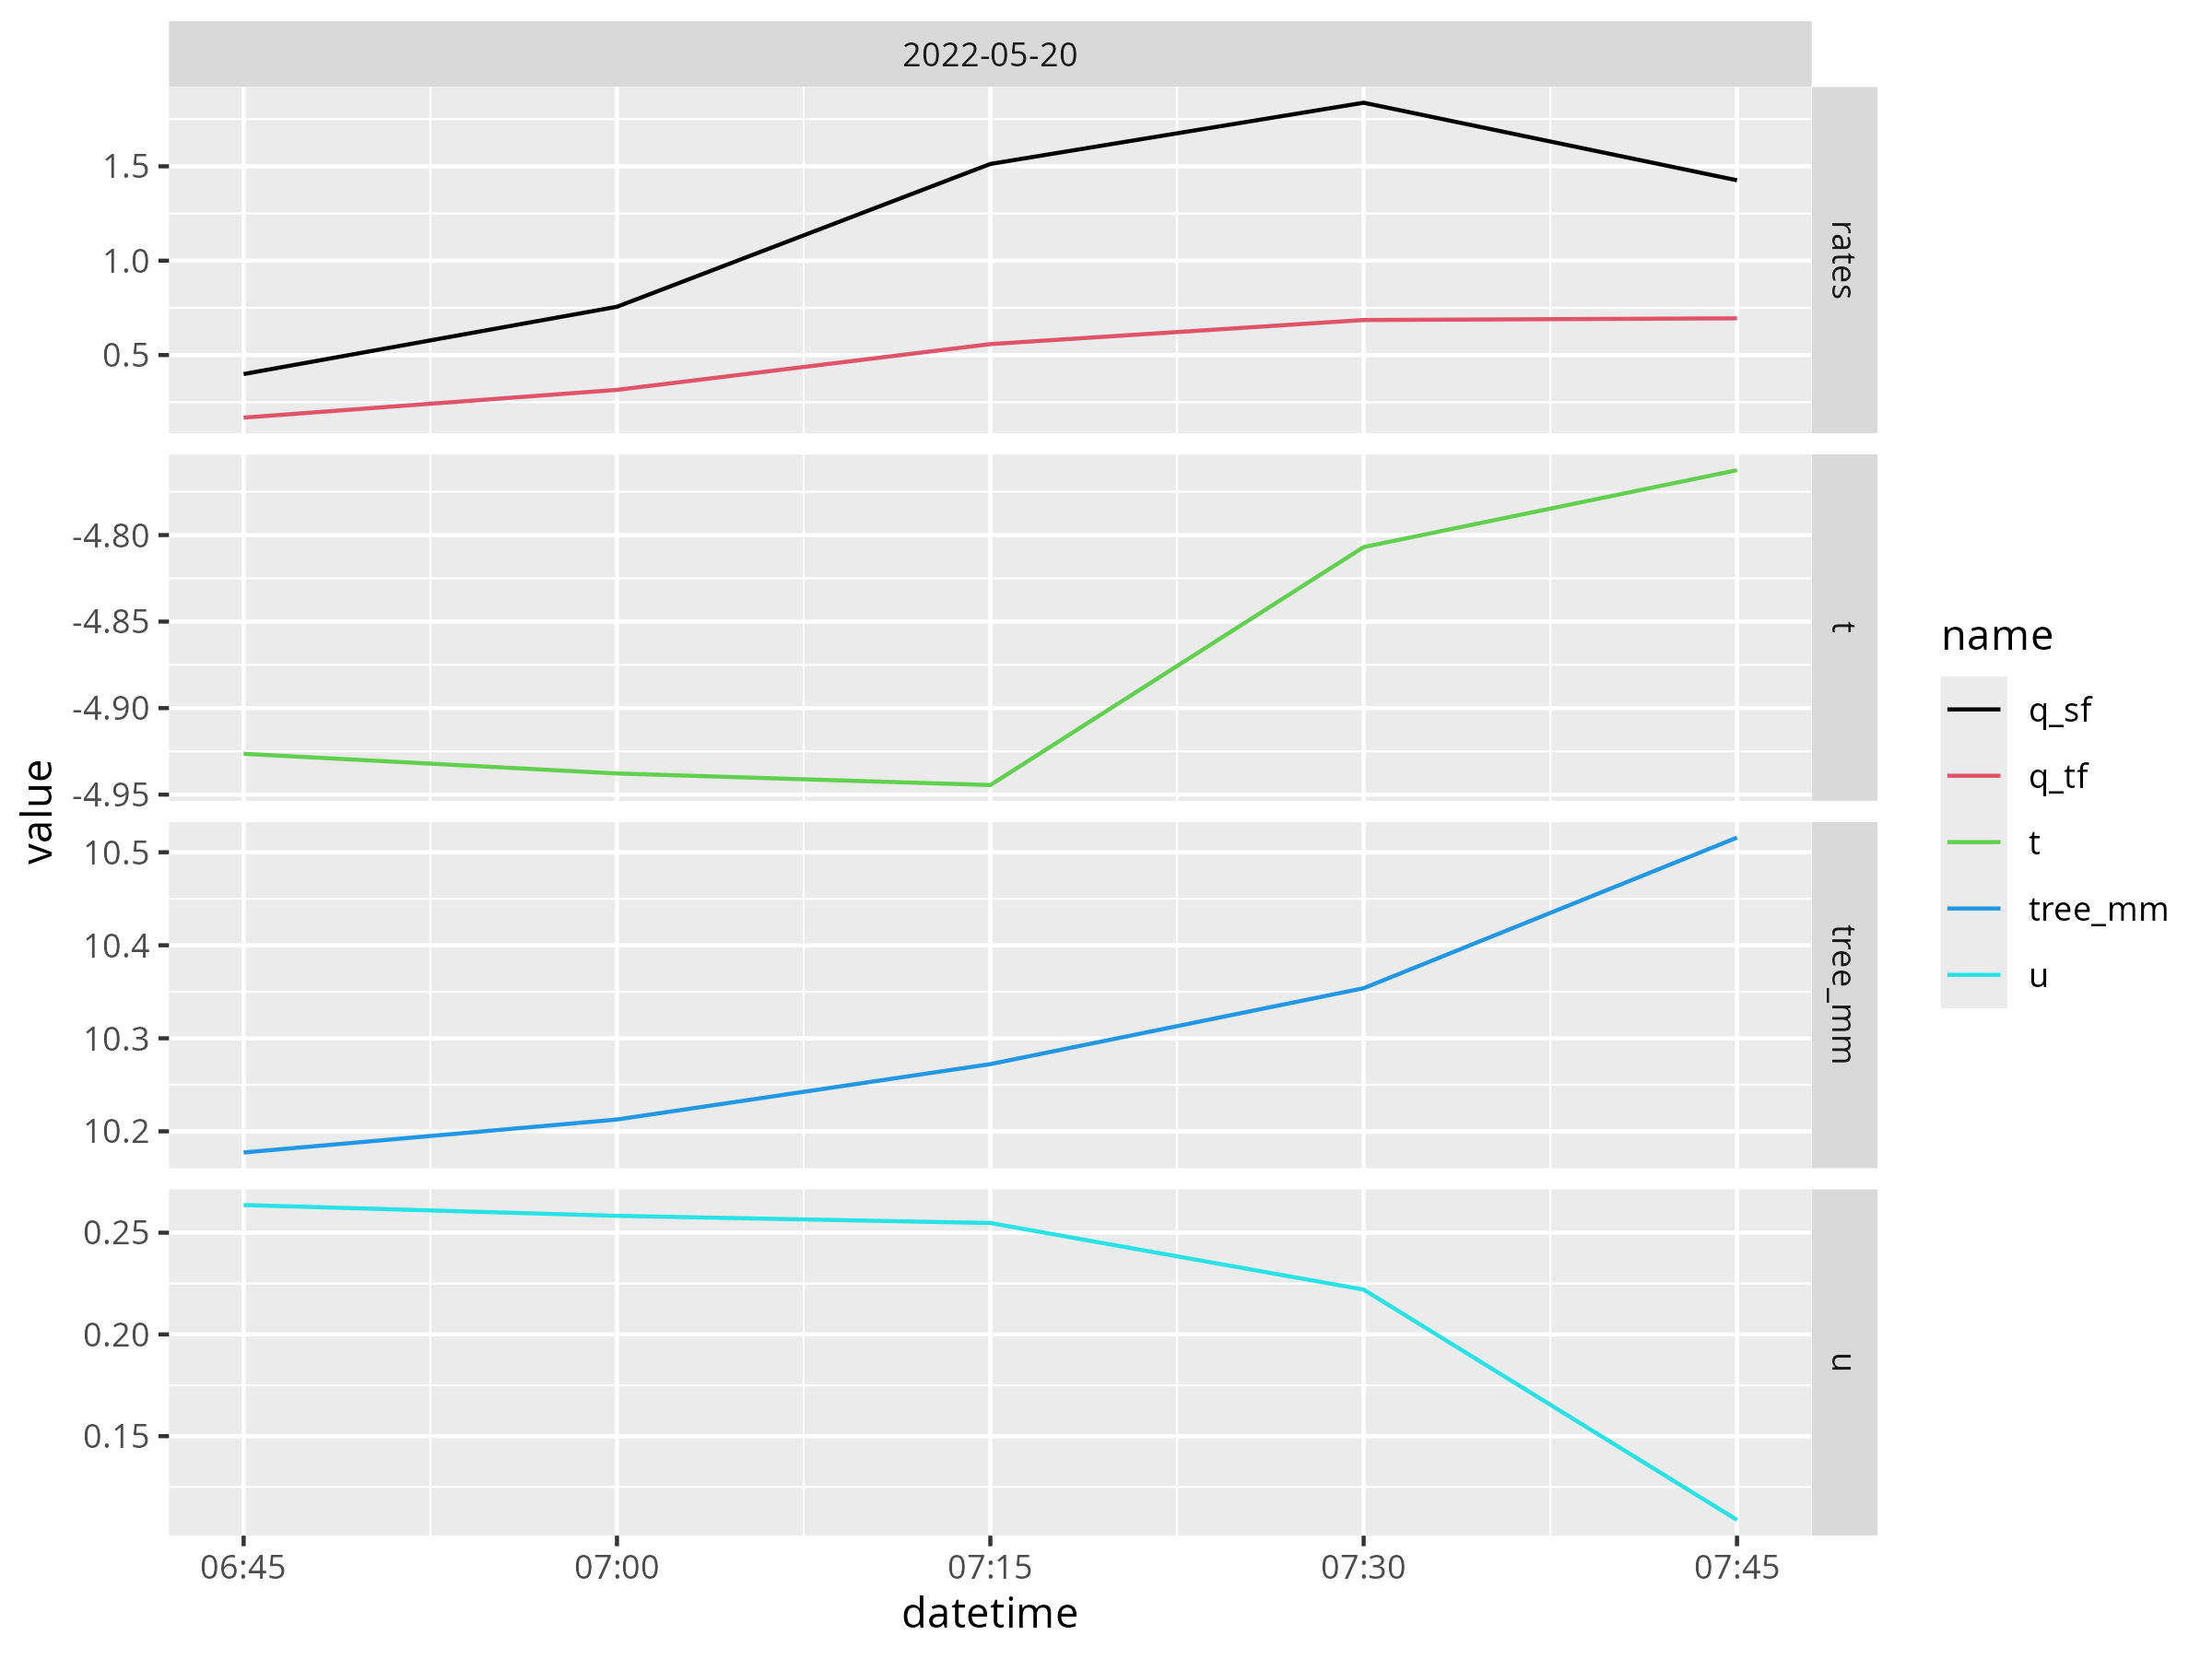 2022-05-20
1.5
1.0
0.5
rates
-4.80
-4.85
-4.90
-4.95
t
10.5
10.4
10.3
10.2
tree_mm
0.25
0.20
0.15
u
06:45 07:00 07:15 07:30 07:45
datetime
value
name
q_sf
q_tf
t
tree_mm
u